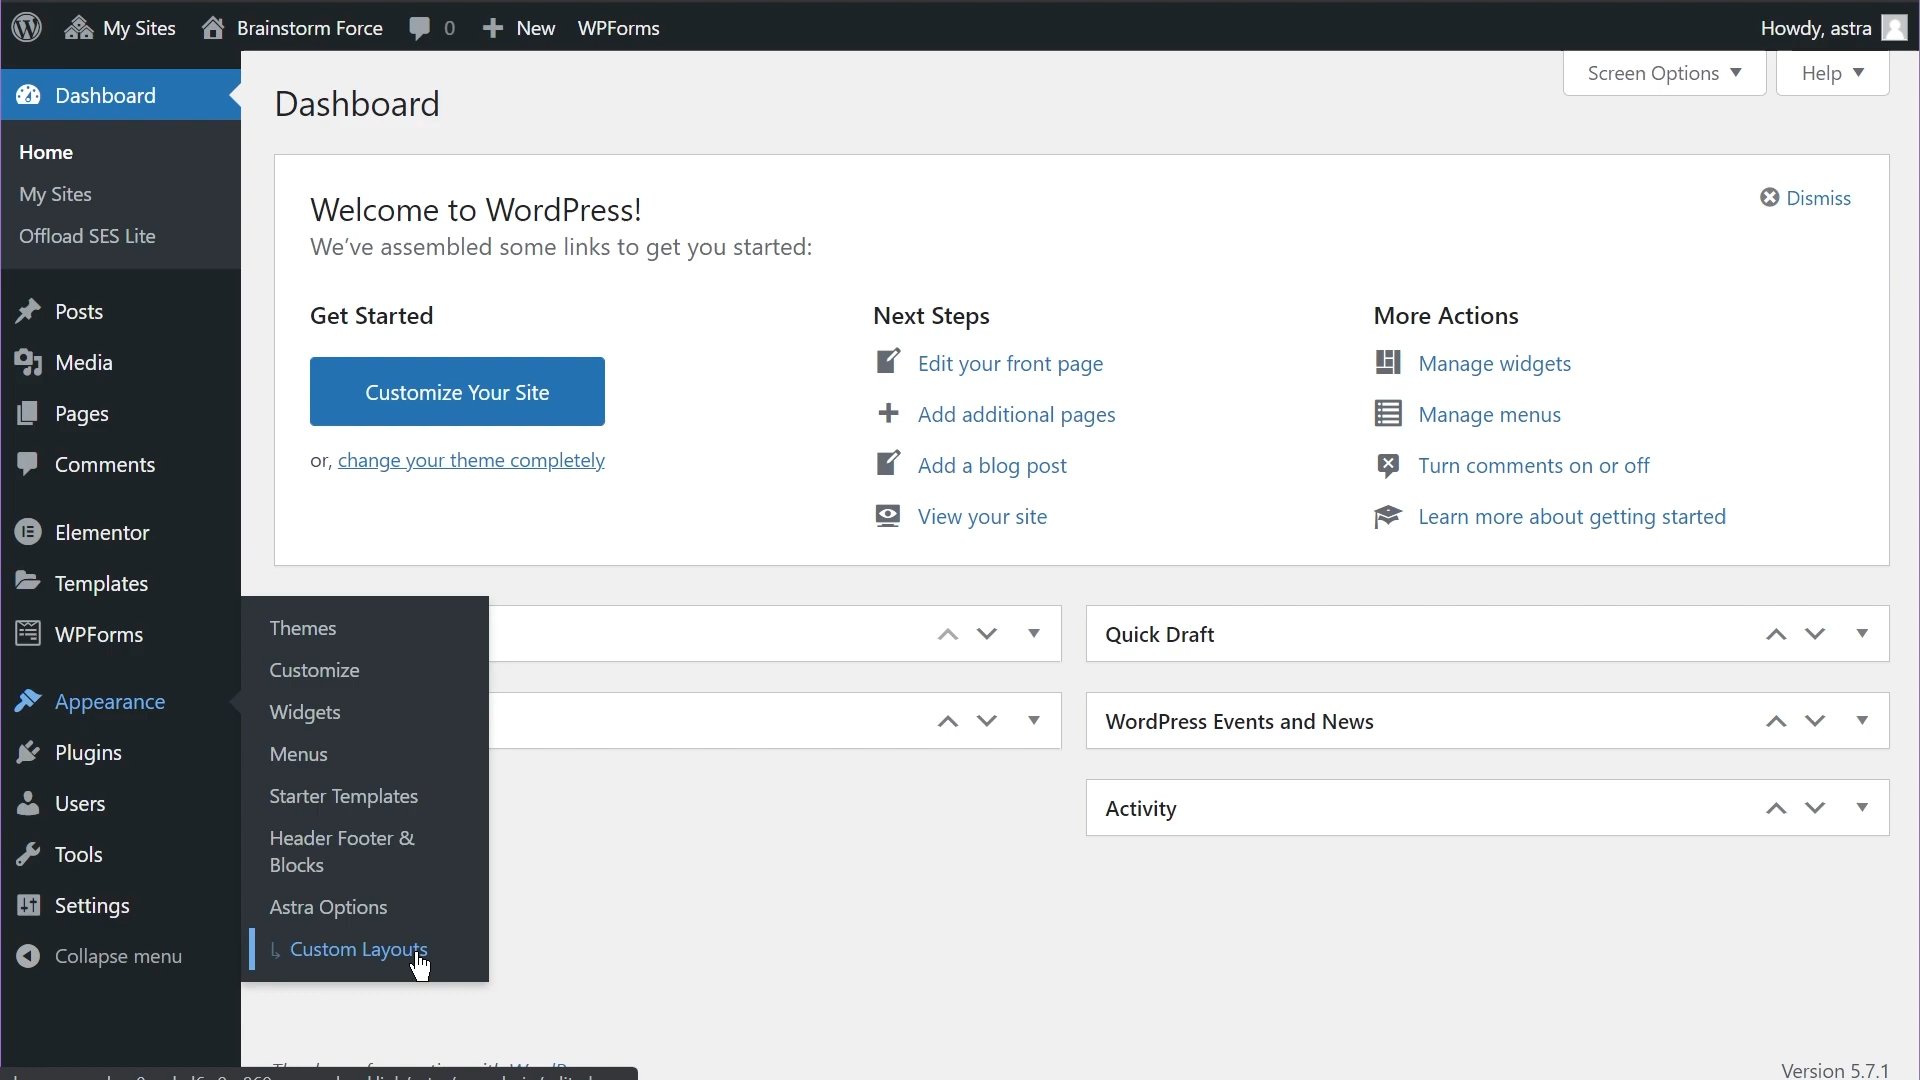 My Sites
Brainstorm Force
0
New
WPForms
Howdy, astra
Dashboard
Home
My Sites
Offload SES Lite
Posts
Media
Pages
Comments
Elementor
Templates
WPForms
Appearance
Plugins
Users
Tools
Settings
Collapse menu
Themes
Customize
Widgets
Menus
Starter Templates
Header Footer &
Blocks
Astra Options
Custom Layouts
Screen Options
Help
Dashboard
Welcome to WordPress!
We’ve assembled some links to get you started:
Dismiss
Get Started
Customize Your Site
or, change your theme completely
Next Steps
Edit your front page
Add additional pages
Add a blog post
View your site
More Actions
Manage widgets
Manage menus
Turn comments on or off
Learn more about getting started
Quick Draft
WordPress Events and News
Activity
Version 5.7.1